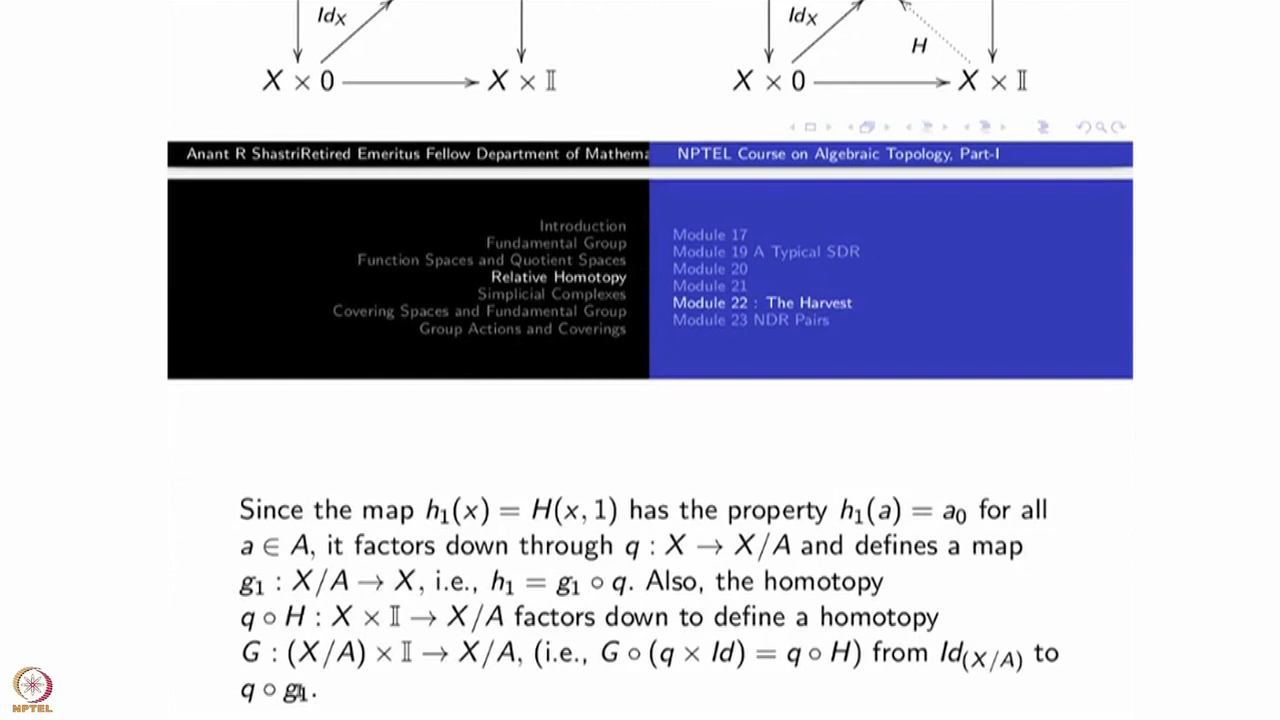 Id_X Id_X
H
X × 0 X × 𝕀 X × 0 X × 𝕀
Anant R ShastriRetired Emeritus Fellow Department of Mathema NPTEL Course on Algebraic Topology, Part-I
Introduction
Fundamental Group
Function Spaces and Quotient Spaces
Relative Homotopy
Simplicial Complexes
Covering Spaces and Fundamental Group
Group Actions and Coverings
Module 17
Module 19 A Typical SDR
Module 20
Module 21
Module 22 : The Harvest
Module 23 NDR Pairs
Since the map h₁(x) = H(x, 1) has the property h₁(a) = a₀ for all
a ∈ A, it factors down through q : X → X/A and defines a map
g₁ : X/A → X, i.e., h₁ = g₁ ∘ q. Also, the homotopy
q ∘ H : X × 𝕀 → X/A factors down to define a homotopy
G : (X/A) × 𝕀 → X/A, (i.e., G ∘ (q × Id) = q ∘ H) from Id_(X/A) to
q ∘ g₁.
NPTEL